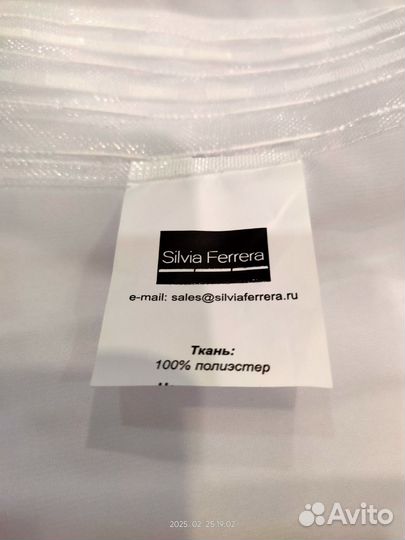 Silvia Ferrera
e-mail: sales@silviaferrera.ru
Ткань:
100% полиэстер
2025.02.25 19:02
Avito